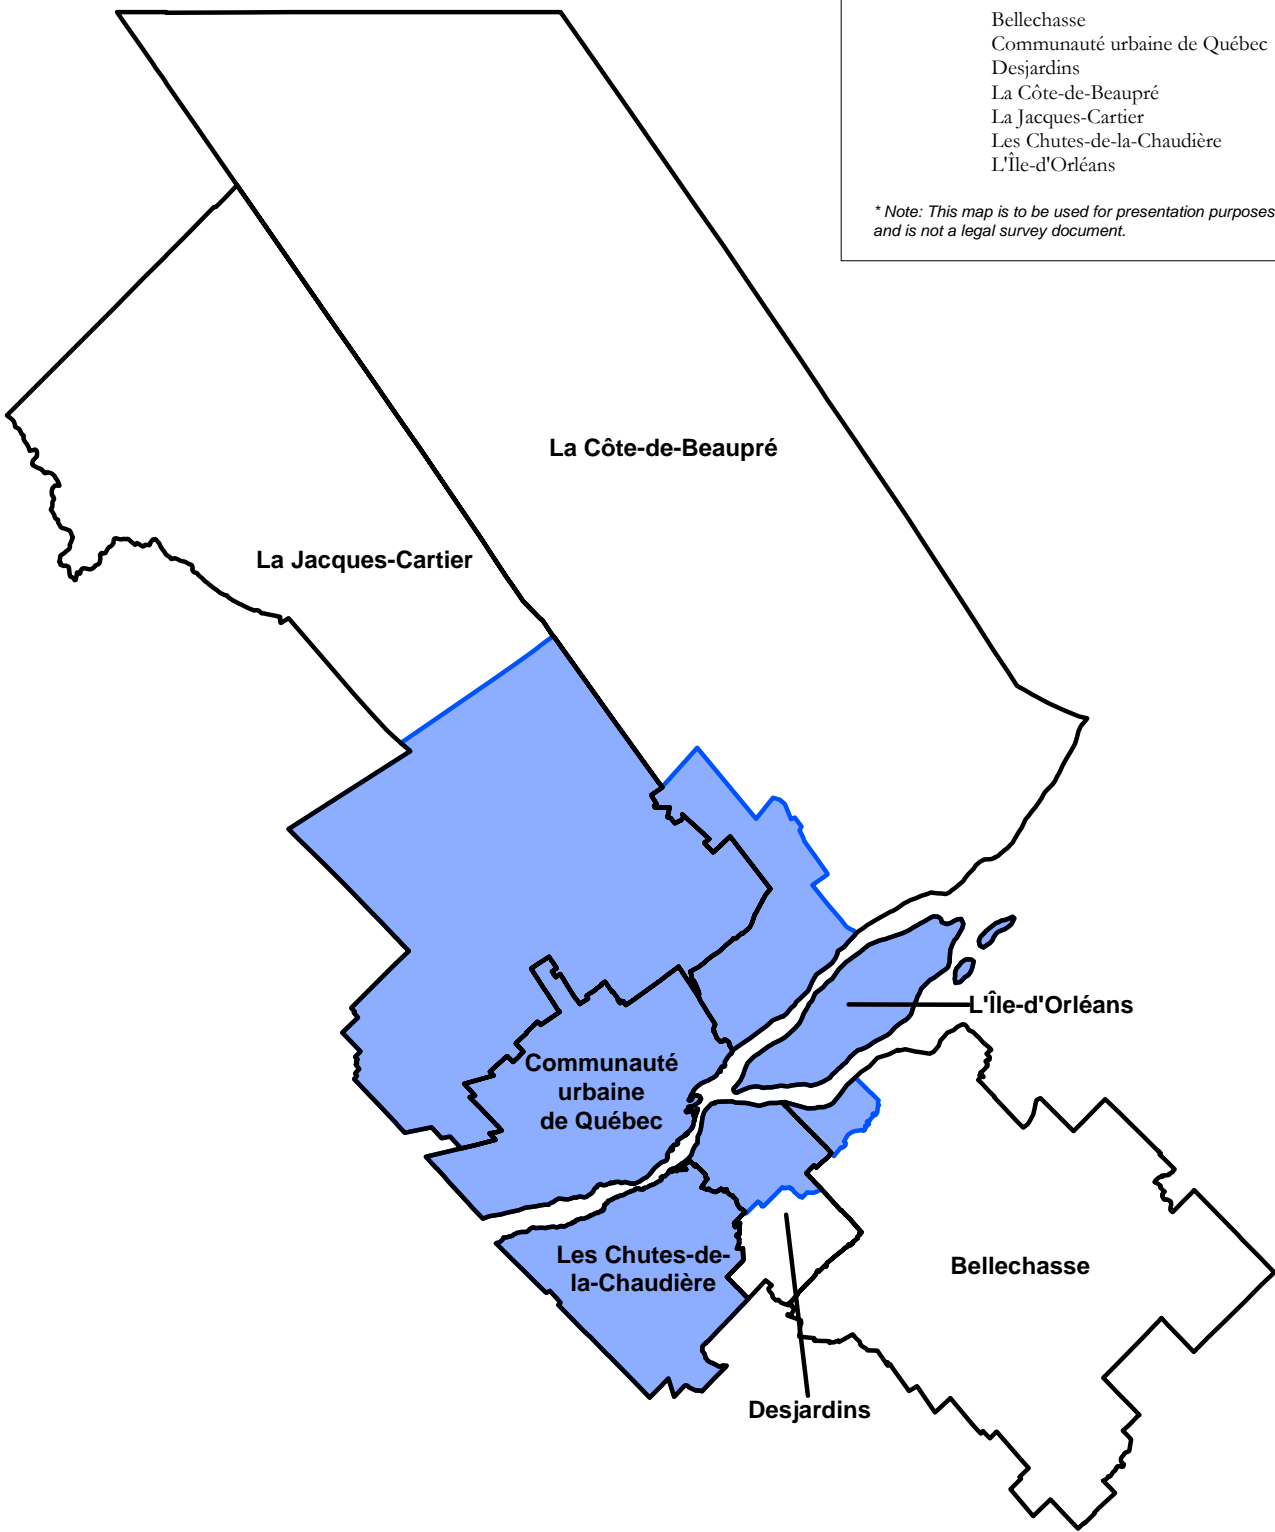 Bellechasse
Communauté urbaine de Québec
Desjardins
La Côte-de-Beaupré
La Jacques-Cartier
Les Chutes-de-la-Chaudière
L'Île-d'Orléans
* Note: This map is to be used for presentation purposes
and is not a legal survey document.
La Côte-de-Beaupré
La Jacques-Cartier
L'Île-d'Orléans
Communauté
urbaine
de Québec
Les Chutes-de-
la-Chaudière
Bellechasse
Desjardins